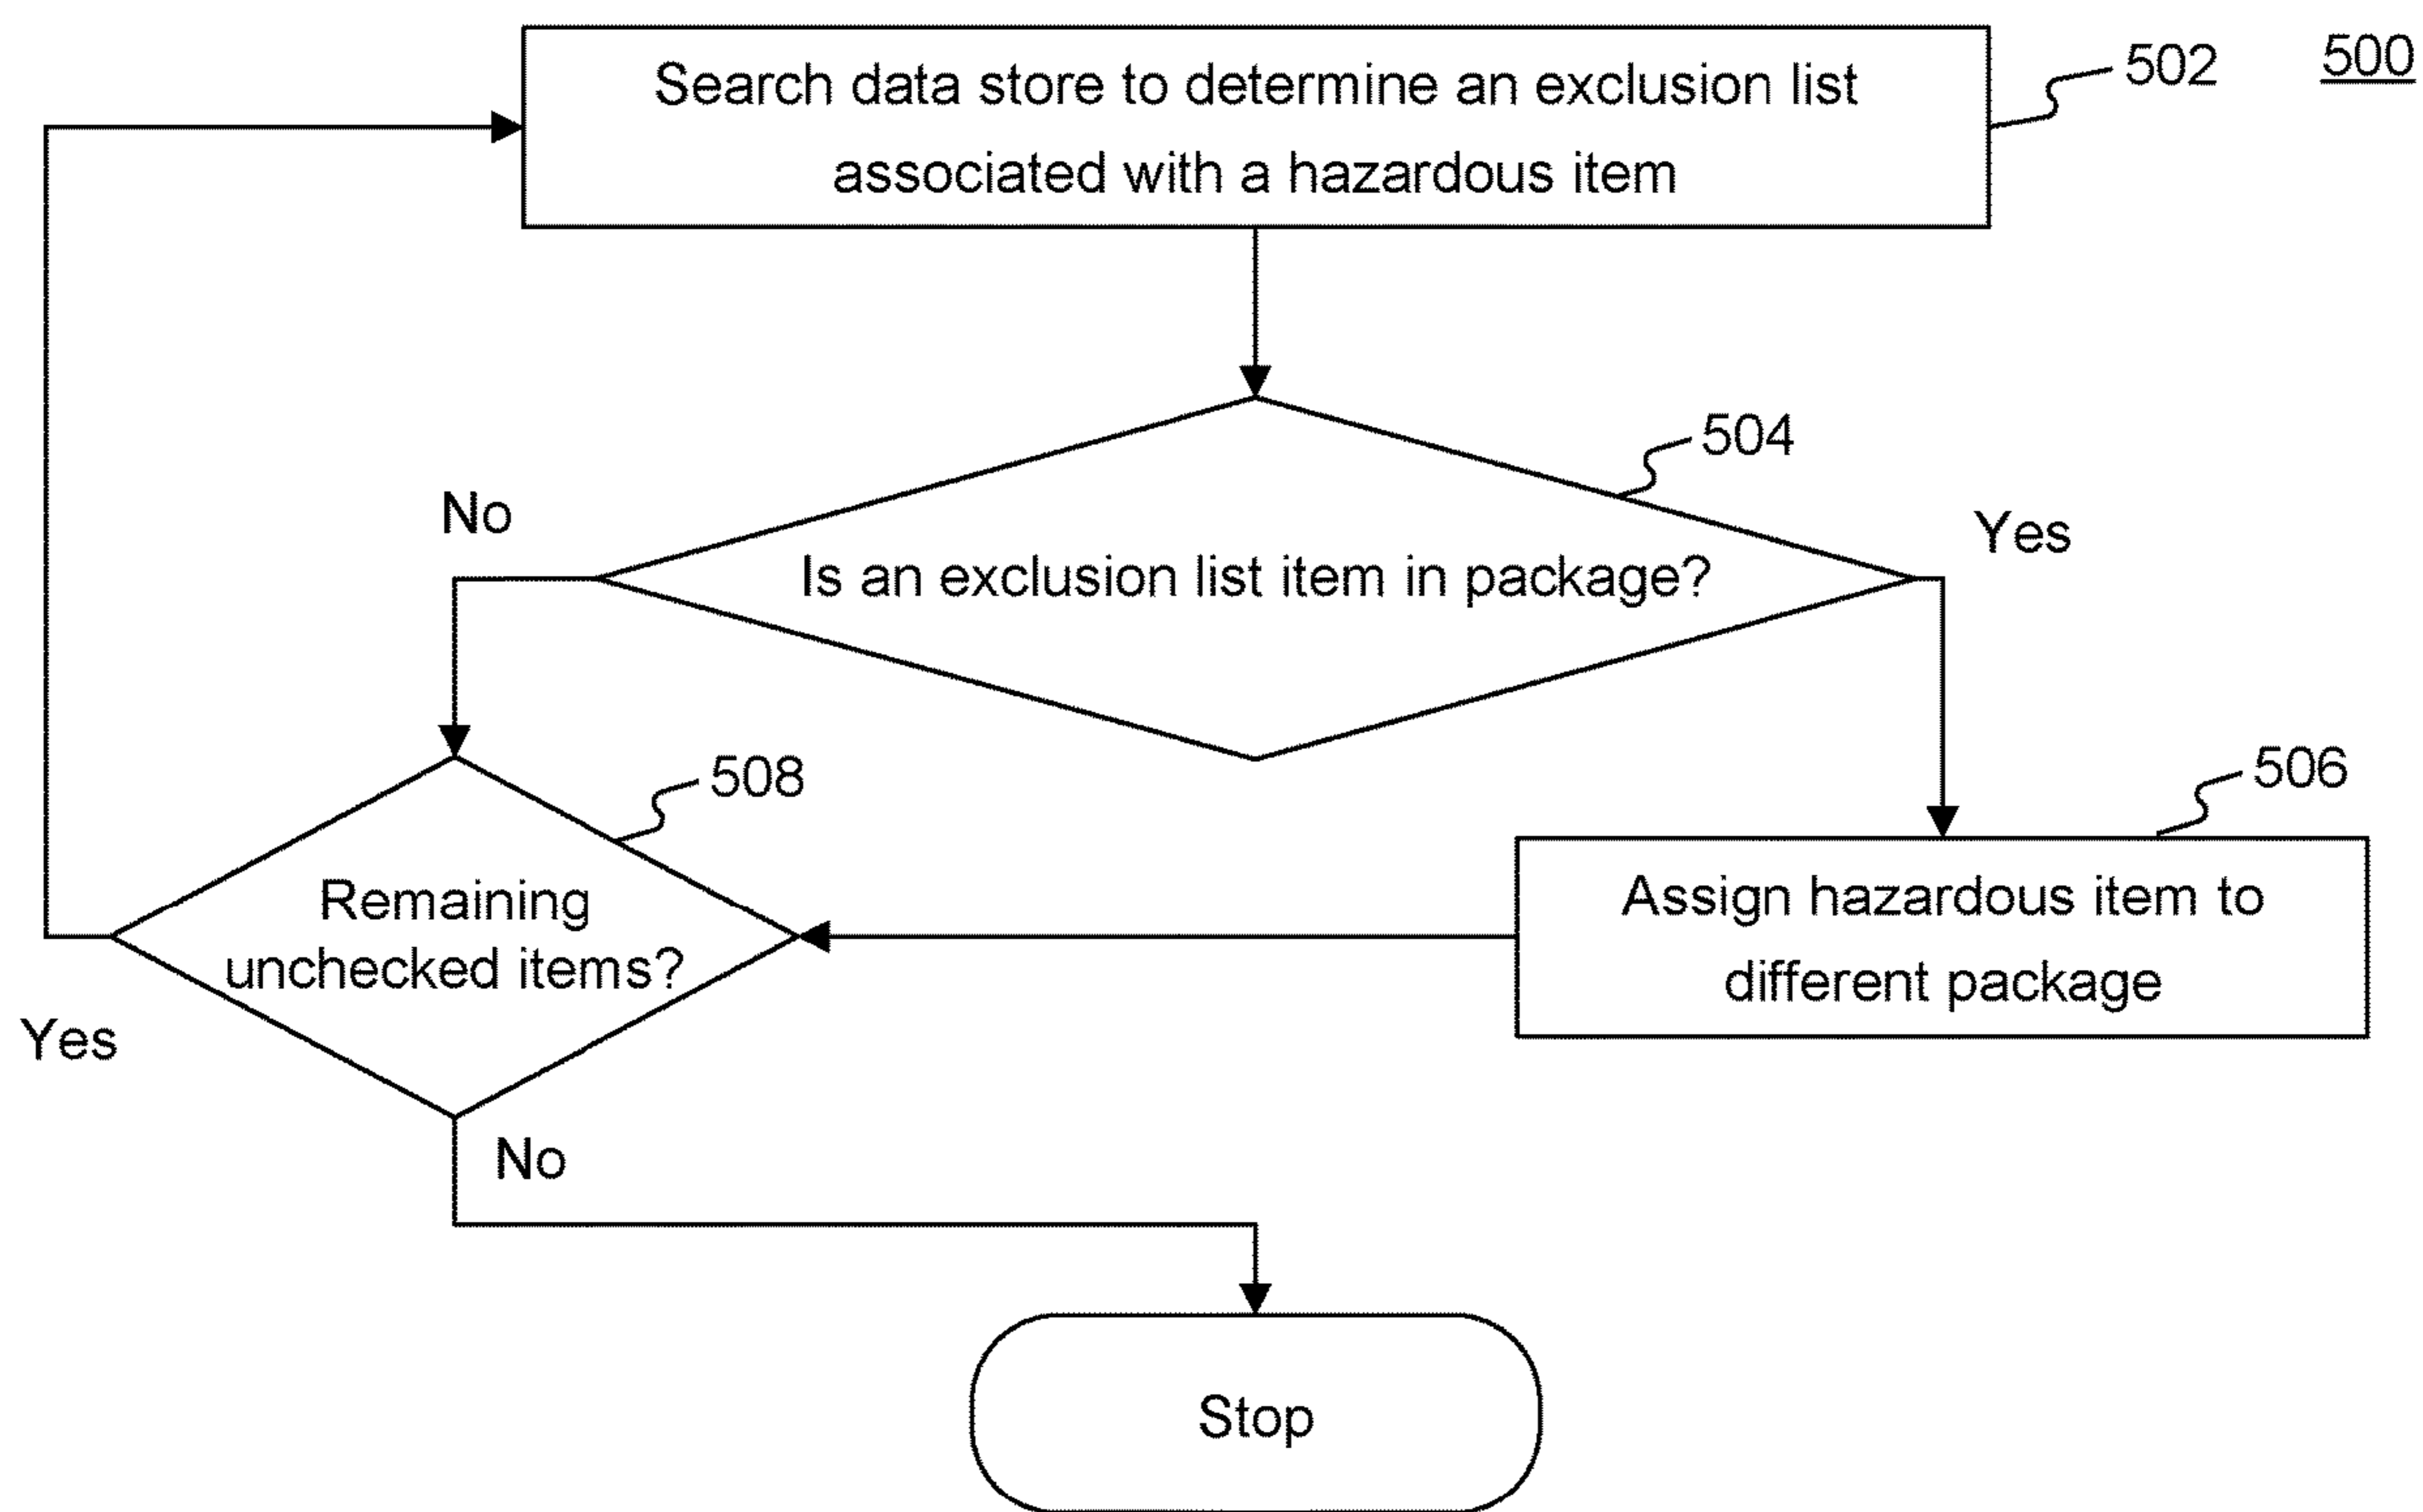 500
502
Search data store to determine an exclusion list
associated with a hazardous item
504
No
Yes
Is an exclusion list item in package?
508
506
Remaining
unchecked items?
Assign hazardous item to
different package
Yes
No
Stop